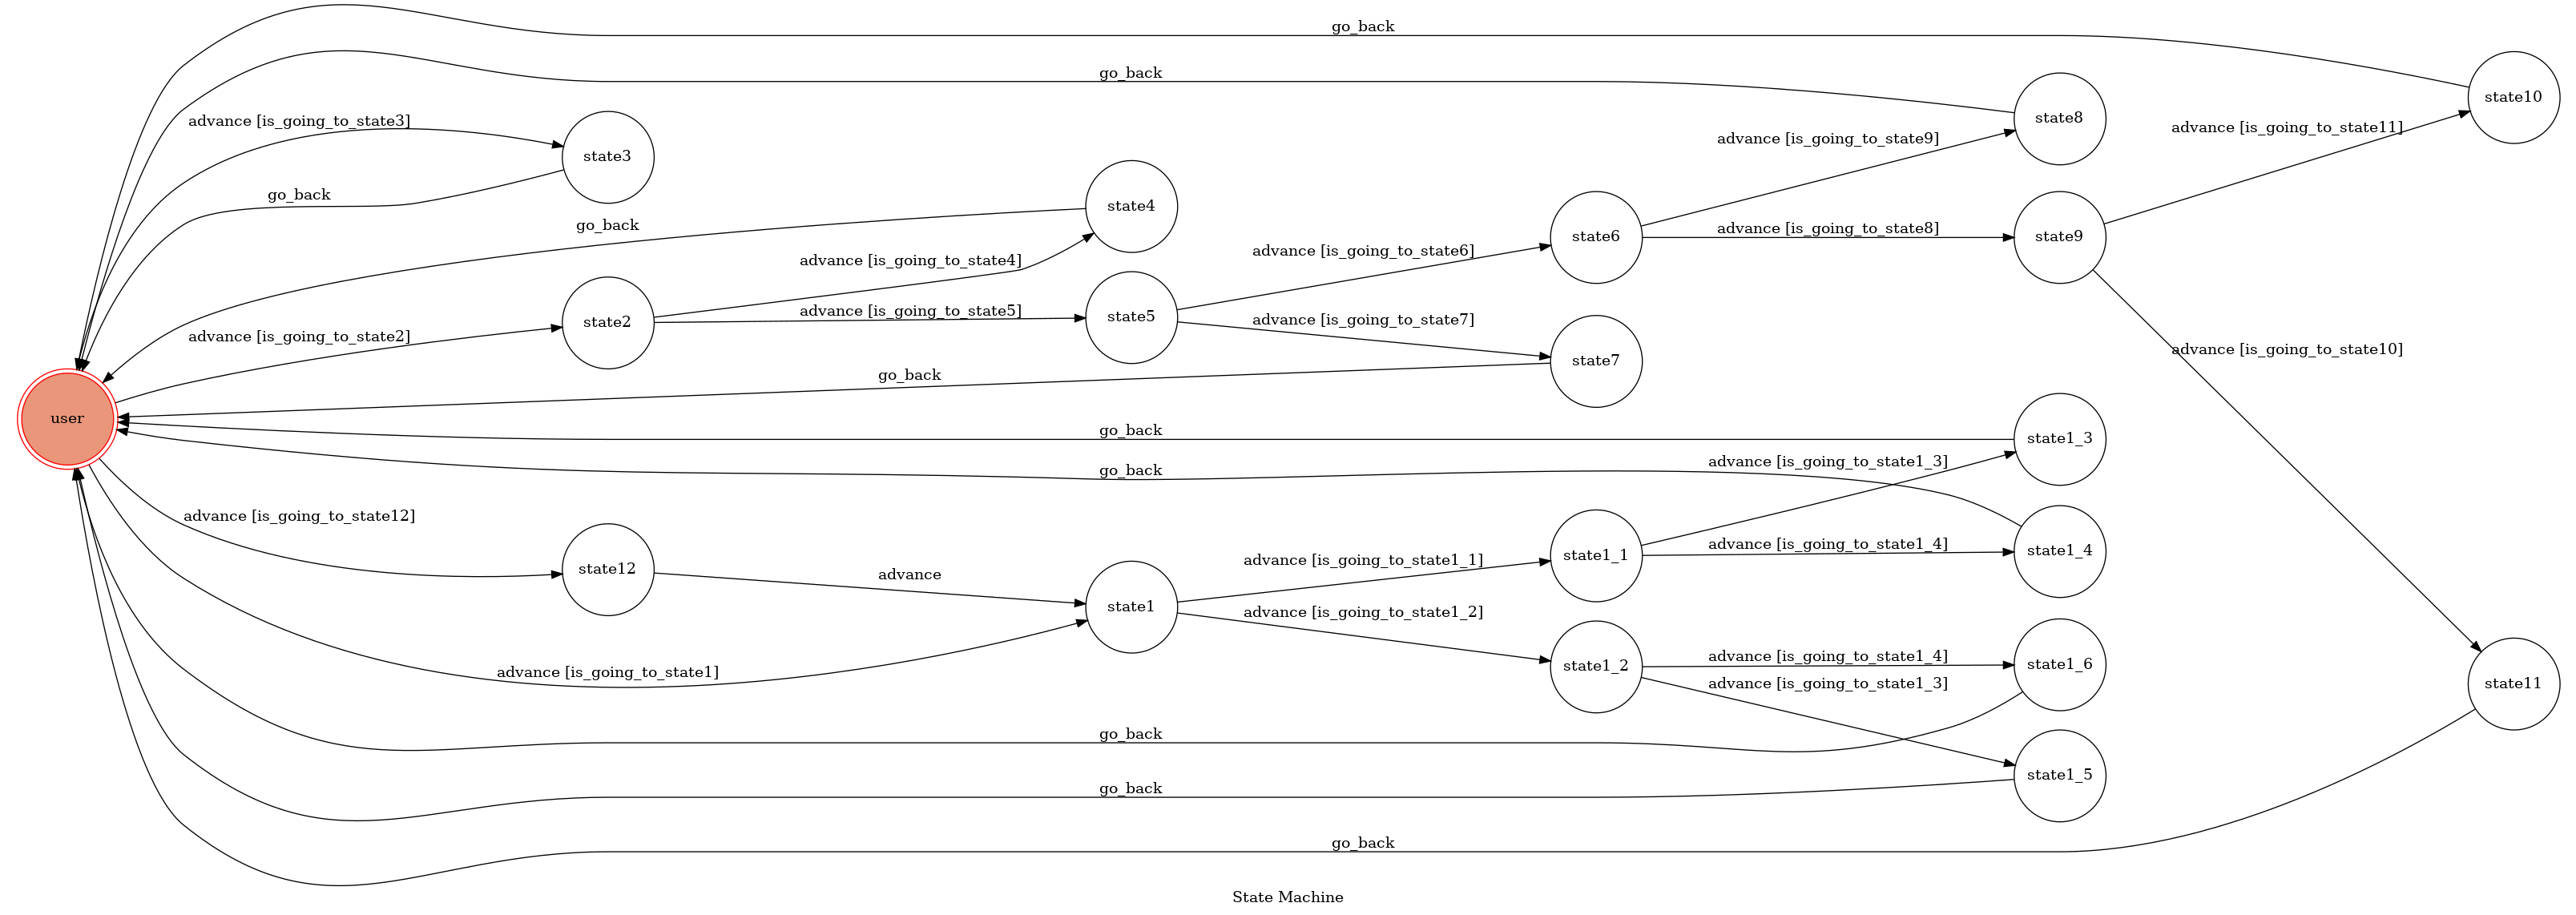 go_back
go_back
state10
state8
advance [is_going_to_state3]
advance [is_going_to_state11]
advance [is_going_to_state9]
state3
go_back
state4
go_back
advance [is_going_to_state8]
state6
state9
advance [is_going_to_state6]
advance [is_going_to_state4]
advance [is_going_to_state5]
state5
state2
advance [is_going_to_state7]
advance [is_going_to_state2]
advance [is_going_to_state10]
state7
go_back
user
go_back
state1_3
advance [is_going_to_state1_3]
go_back
advance [is_going_to_state12]
advance [is_going_to_state1_4]
state1_4
state1_1
advance [is_going_to_state1_1]
state12
advance
state1
advance [is_going_to_state1_2]
advance [is_going_to_state1_4]
state1_6
state1_2
advance [is_going_to_state1]
advance [is_going_to_state1_3]
state11
go_back
state1_5
go_back
go_back
State Machine